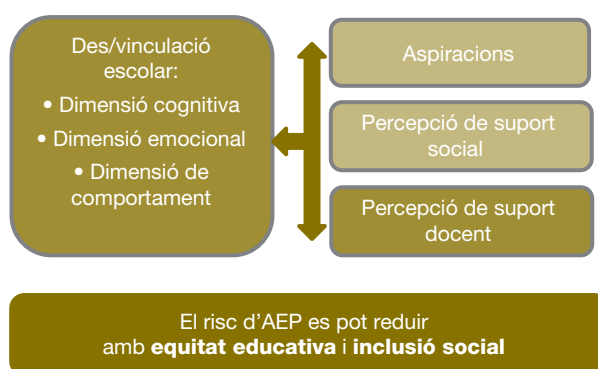 Des/vinculació
escolar:
• Dimensió cognitiva
• Dimensió emocional
• Dimensió de
comportament
Aspiracions
Percepció de suport
social
Percepció de suport
docent
El risc d'AEP es pot reduir
amb equitat educativa i inclusió social